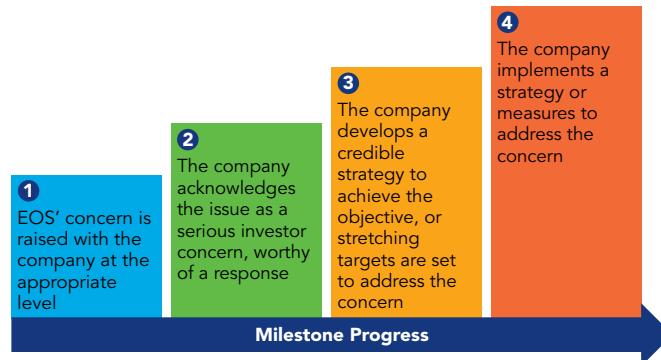 1
EOS' concern is
raised with the
company at the
appropriate
level
2
The company
acknowledges
the issue as a
serious investor
concern, worthy
of a response
3
The company
develops a
credible
strategy to
achieve the
objective, or
stretching
targets are set
to address the
concern
4
The company
implements a
strategy or
measures to
address the
concern
Milestone Progress